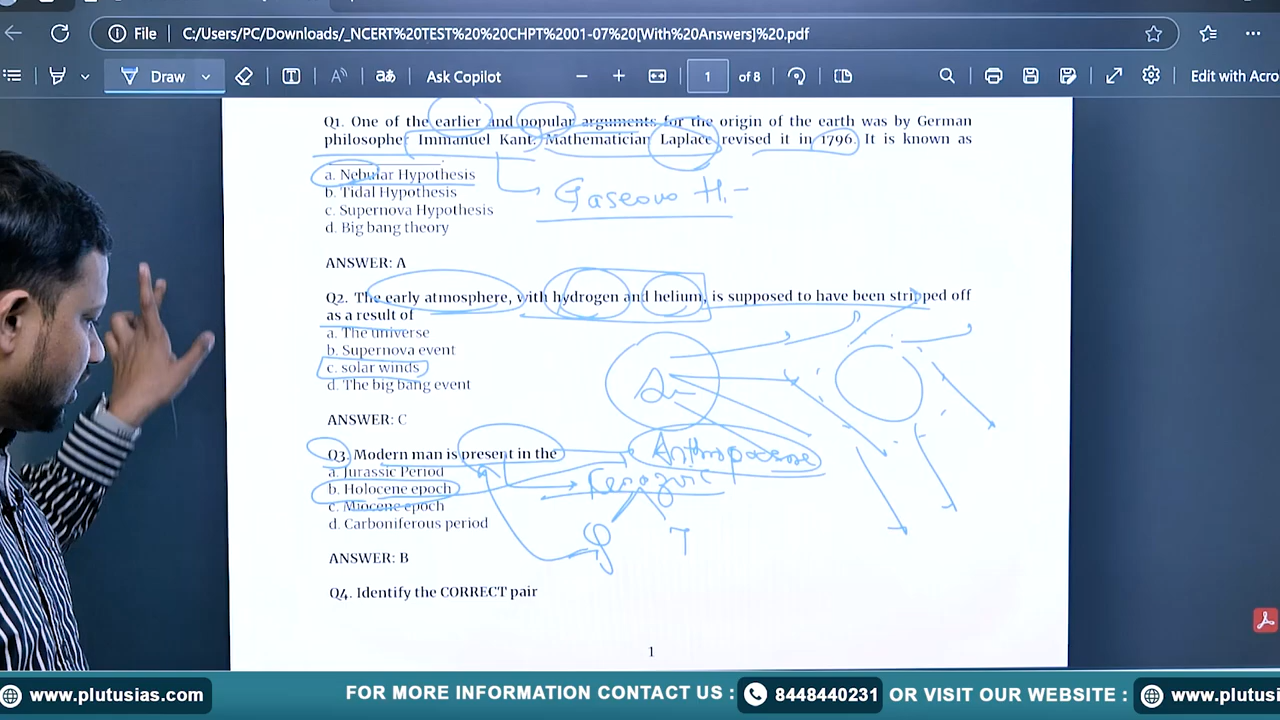 File C:/Users/PC/Downloads/_NCERT%20TEST%20%20CHPT%2001-07%20[With%20Answers]%20.pdf
Draw Ask Copilot 1 of 8 Edit with Acro
Q1. One of the earlier and popular arguments for the origin of the earth was by German
philosopher Immanuel Kant. Mathematician Laplace revised it in 1796. It is known as
a. Nebular Hypothesis
b. Tidal Hypothesis
Gaseous H.
c. Supernova Hypothesis
d. Big bang theory
ANSWER: A
Q2. The early atmosphere, with hydrogen and helium, is supposed to have been stripped off
as a result of
a. The universe
b. Supernova event
c. solar winds
d. The big bang event
ANSWER: C
Q3. Modern man is present in the
Anthropocene
a. Jurassic Period
Cenozoic
b. Holocene epoch
c. Miocene epoch
d. Carboniferous period
T
ANSWER: B
Q4. Identify the CORRECT pair
1
www.plutusias.com FOR MORE INFORMATION CONTACT US : 8448440231 OR VISIT OUR WEBSITE : www.plutusi